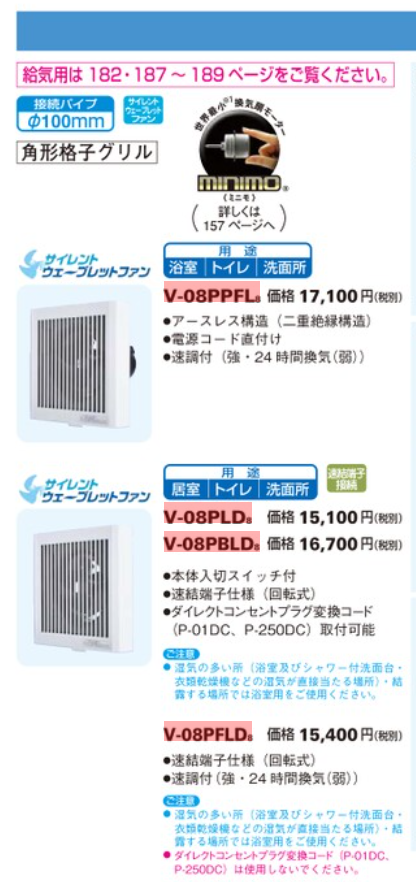 給気用は 182・187 ～ 189 ページをご覧ください。
接続パイプ
φ100mm
サイレント
ウェーブレット
ファン
角形格子グリル
世界最小※1換気扇モーター
minimo®
(ミニモ)
(詳しくは
157 ページへ)
サイレント
ウェーブレットファン
用途
浴室 トイレ 洗面所
V-08PPFL8 価格 17,100円(税別)
●アースレス構造（二重絶縁構造）
●電源コード直付け
●速調付（強・24 時間換気(弱)）
サイレント
ウェーブレットファン
用途
居室 トイレ 洗面所
速結端子
接続
V-08PLD8 価格 15,100円(税別)
V-08PBLD8 価格 16,700円(税別)
●本体入切スイッチ付
●速結端子仕様（回転式）
●ダイレクトコンセントプラグ変換コード
（P-01DC、P-250DC）取付可能
ご注意
●湿気の多い所（浴室及びシャワー付洗面台・
衣類乾燥機などの湿気が直接当たる場所）・結
露する場所では浴室用をご使用ください。
V-08PFLD8 価格 15,400円(税別)
●速結端子仕様（回転式）
●速調付（強・24 時間換気(弱)）
ご注意
●湿気の多い所（浴室及びシャワー付洗面台・
衣類乾燥機などの湿気が直接当たる場所）・結
露する場所では浴室用をご使用ください。
●ダイレクトコンセントプラグ変換コード（P-01DC、
P-250DC）は使用しないでください。